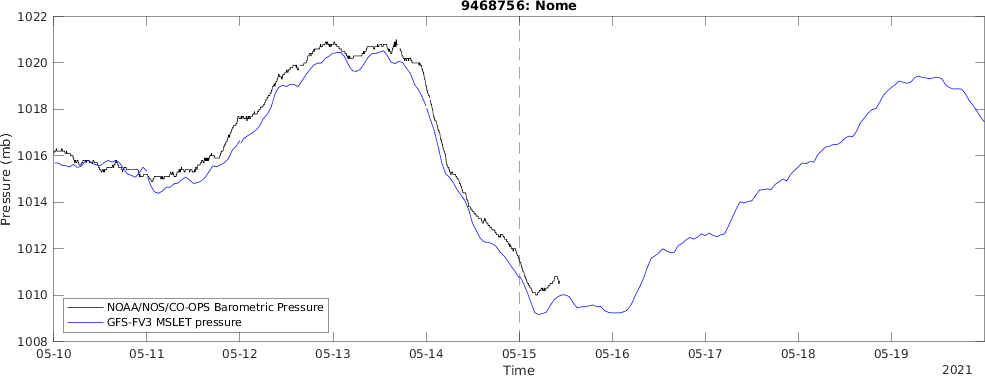 9468756: Nome
1022
1020
1018
1016
1014
1012
1010
1008
Pressure (mb)
NOAA/NOS/CO-OPS Barometric Pressure
GFS-FV3 MSLET pressure
05-10 05-11 05-12 05-13 05-14 05-15 05-16 05-17 05-18 05-19
Time
2021